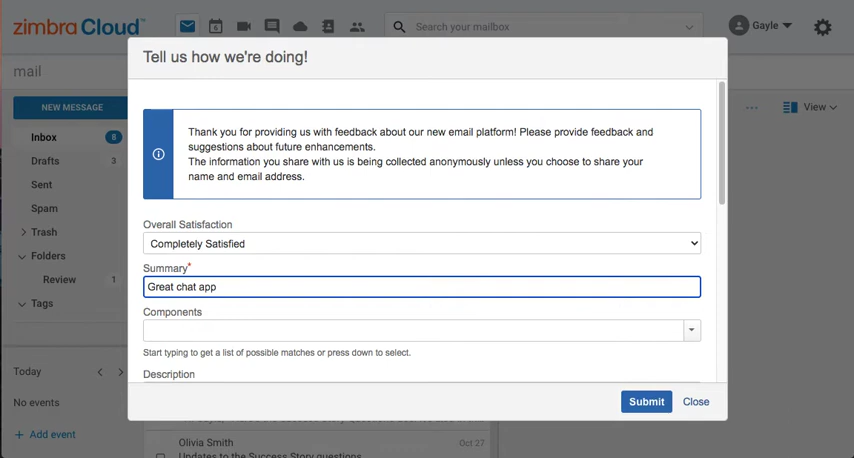 zimbra Cloud™
6
Search your mailbox
Gayle
mail
NEW MESSAGE
View
Inbox 8
Drafts 3
Sent
Spam
Trash
Folders
Review 1
Tags
Today
No events
+ Add event
Tell us how we're doing!
Thank you for providing us with feedback about our new email platform! Please provide feedback and
suggestions about future enhancements.
The information you share with us is being collected anonymously unless you choose to share your
name and email address.
Overall Satisfaction
Completely Satisfied
Summary*
Great chat app
Components
Start typing to get a list of possible matches or press down to select.
Description
Submit Close
Olivia Smith Oct 27
Updates to the Success Story questions